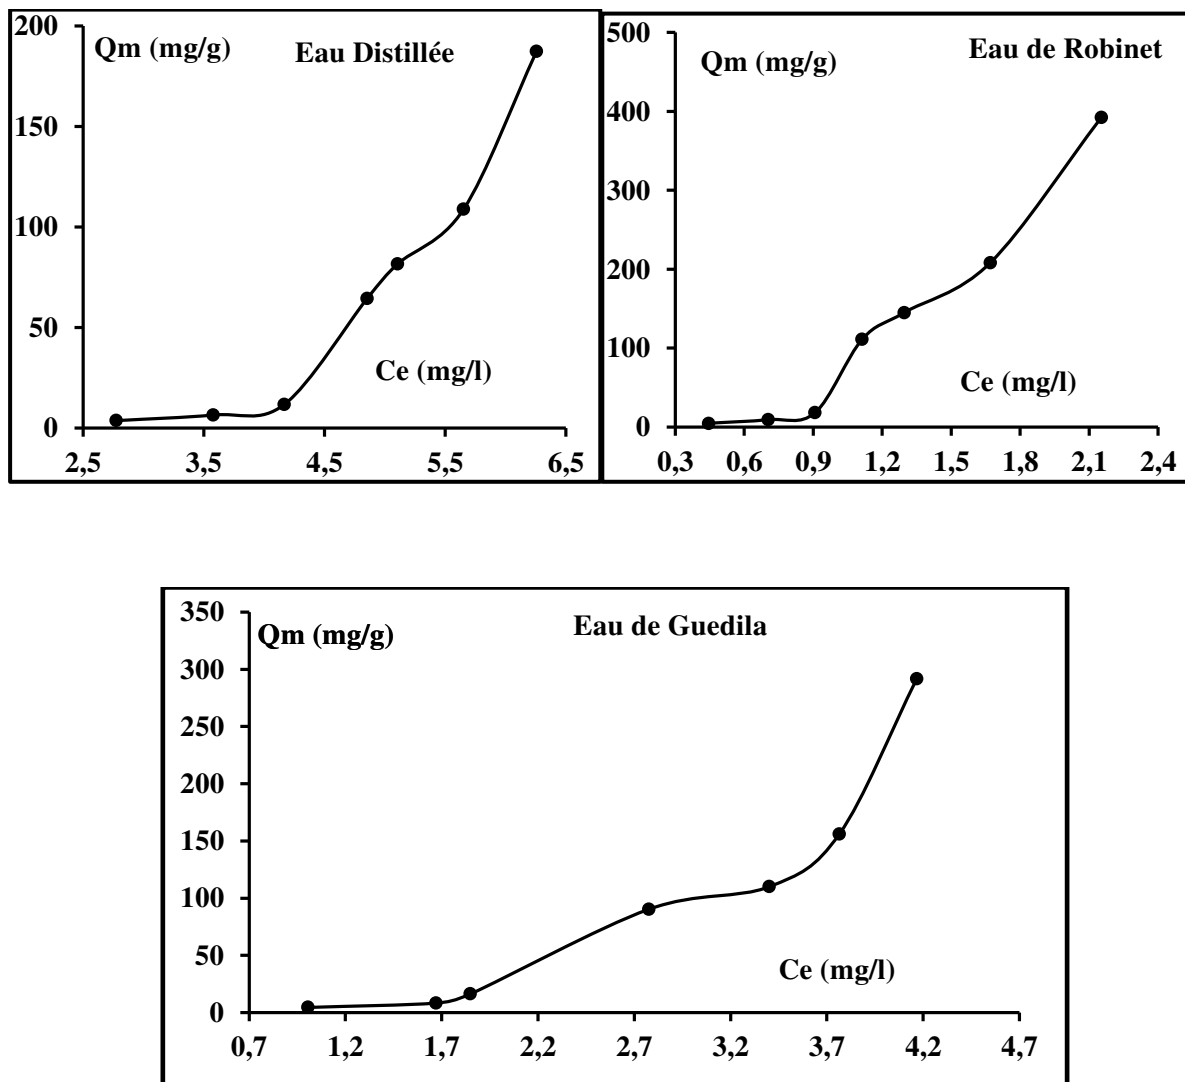 Eau Distillée
Qm (mg/g)
200
150
100
50
0
Ce (mg/l)
2,5 3,5 4,5 5,5 6,5
Eau de Robinet
Qm (mg/g)
500
400
300
200
100
0
Ce (mg/l)
0,3 0,6 0,9 1,2 1,5 1,8 2,1 2,4
Eau de Guedila
Qm (mg/g)
350
300
250
200
150
100
50
0
Ce (mg/l)
0,7 1,2 1,7 2,2 2,7 3,2 3,7 4,2 4,7